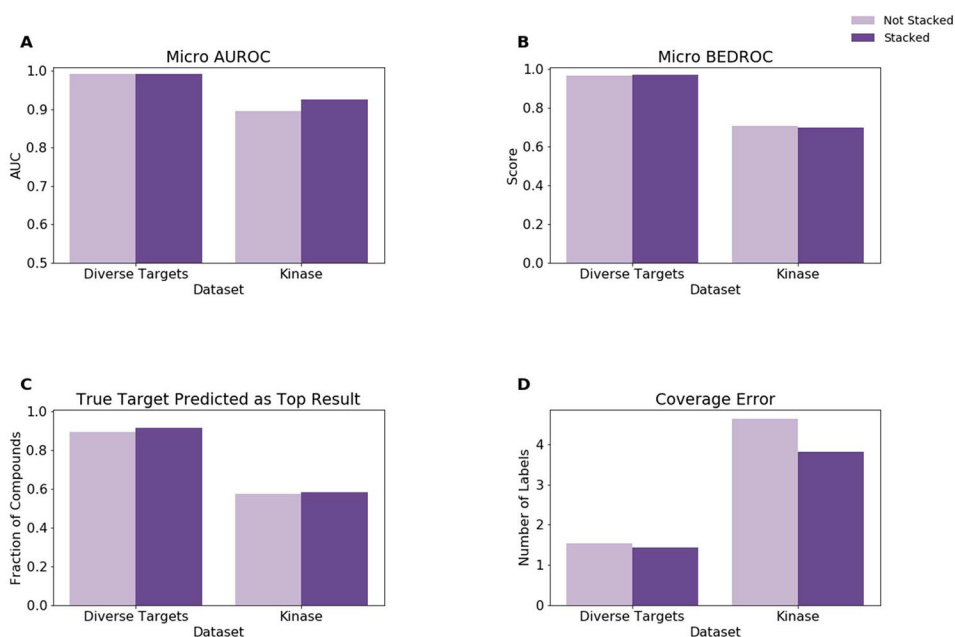 Not Stacked
Stacked
A
Micro AUROC
1.0
0.9
0.8
0.7
0.6
0.5
AUC
Diverse Targets
Kinase
Dataset
B
Micro BEDROC
1.0
0.8
0.6
0.4
0.2
0.0
Score
Diverse Targets
Kinase
Dataset
C
True Target Predicted as Top Result
1.0
0.8
0.6
0.4
0.2
0.0
Fraction of Compounds
Diverse Targets
Kinase
Dataset
D
Coverage Error
4
3
2
1
0
Number of Labels
Diverse Targets
Kinase
Dataset